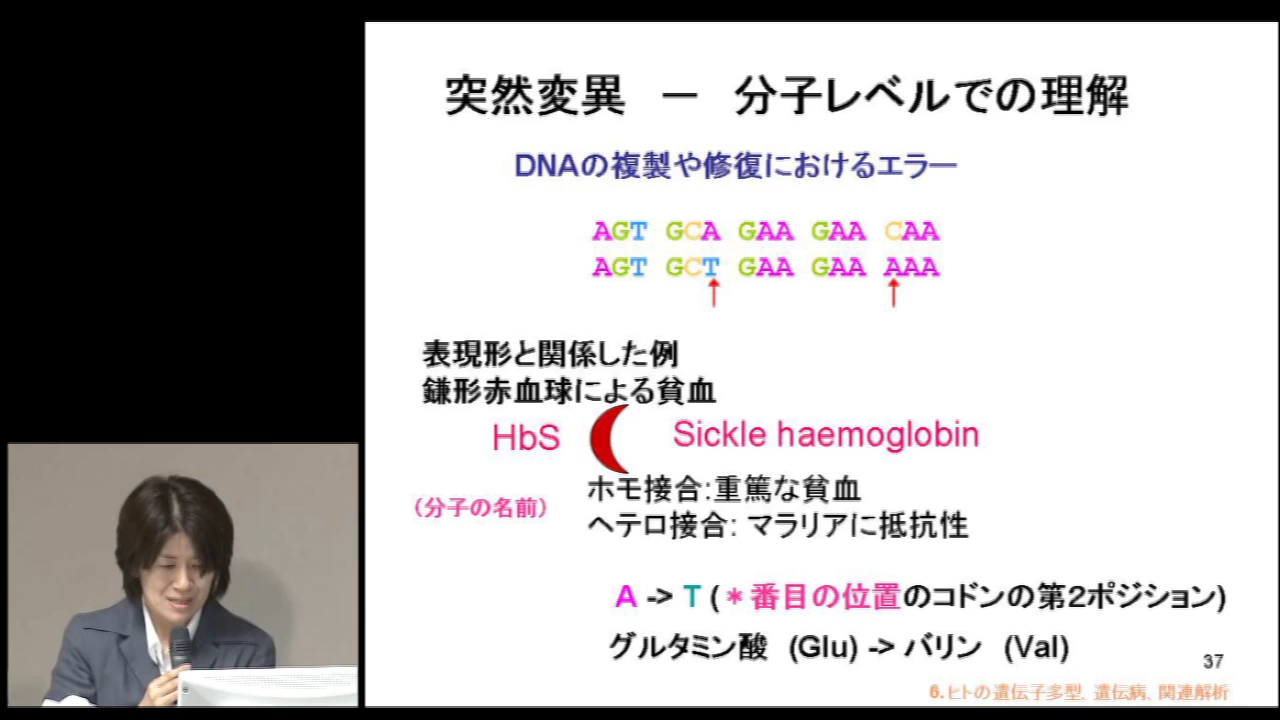 突然変異 － 分子レベルでの理解
DNAの複製や修復におけるエラー
AGT GCA GAA GAA CAA
AGT GCT GAA GAA AAA
表現形と関係した例
鎌形赤血球による貧血
HbS Sickle haemoglobin
ホモ接合:重篤な貧血
(分子の名前)
ヘテロ接合: マラリアに抵抗性
A -> T (＊番目の位置のコドンの第2ポジション)
グルタミン酸 (Glu) -> バリン (Val)
37
6.ヒトの遺伝子多型、遺伝病、関連解析